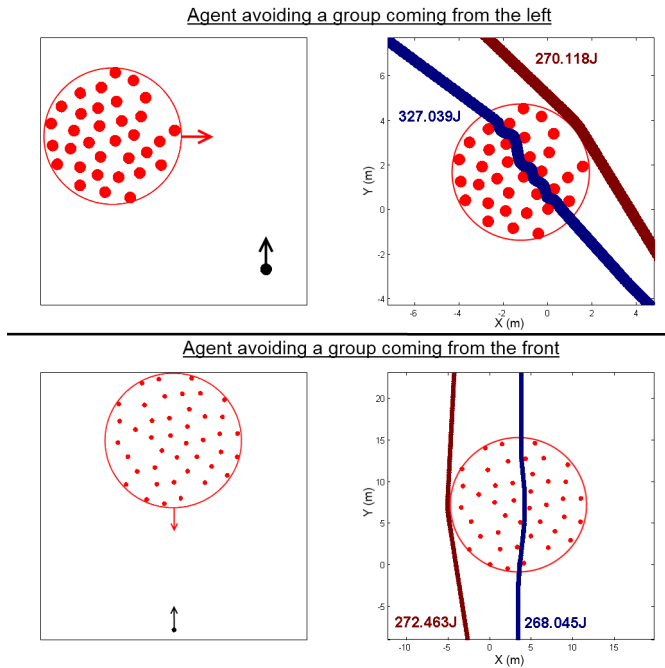 Agent avoiding a group coming from the left
270.118J
327.039J
Y (m)
6
4
2
0
-2
-4
-6
-4
-2
0
2
4
X (m)
Agent avoiding a group coming from the front
Y (m)
20
15
10
5
0
-5
272.463J
268.045J
-10
-5
0
5
10
15
X (m)